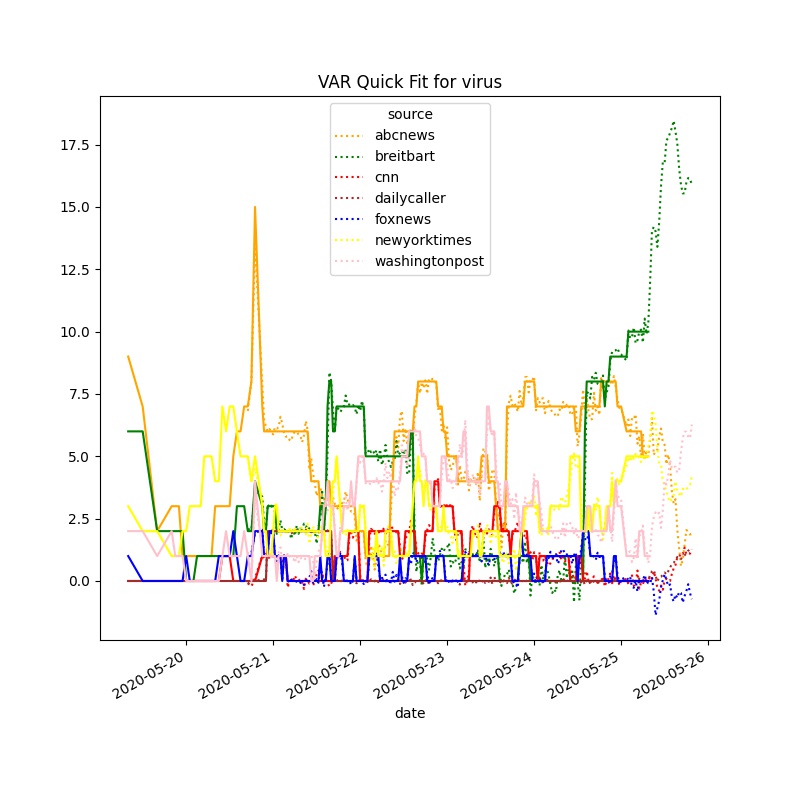 VAR Quick Fit for virus
source
abcnews
breitbart
cnn
dailycaller
foxnews
newyorktimes
washingtonpost
17.5
15.0
12.5
10.0
7.5
5.0
2.5
0.0
2020-05-20
2020-05-21
2020-05-22
2020-05-23
2020-05-24
2020-05-25
2020-05-26
date